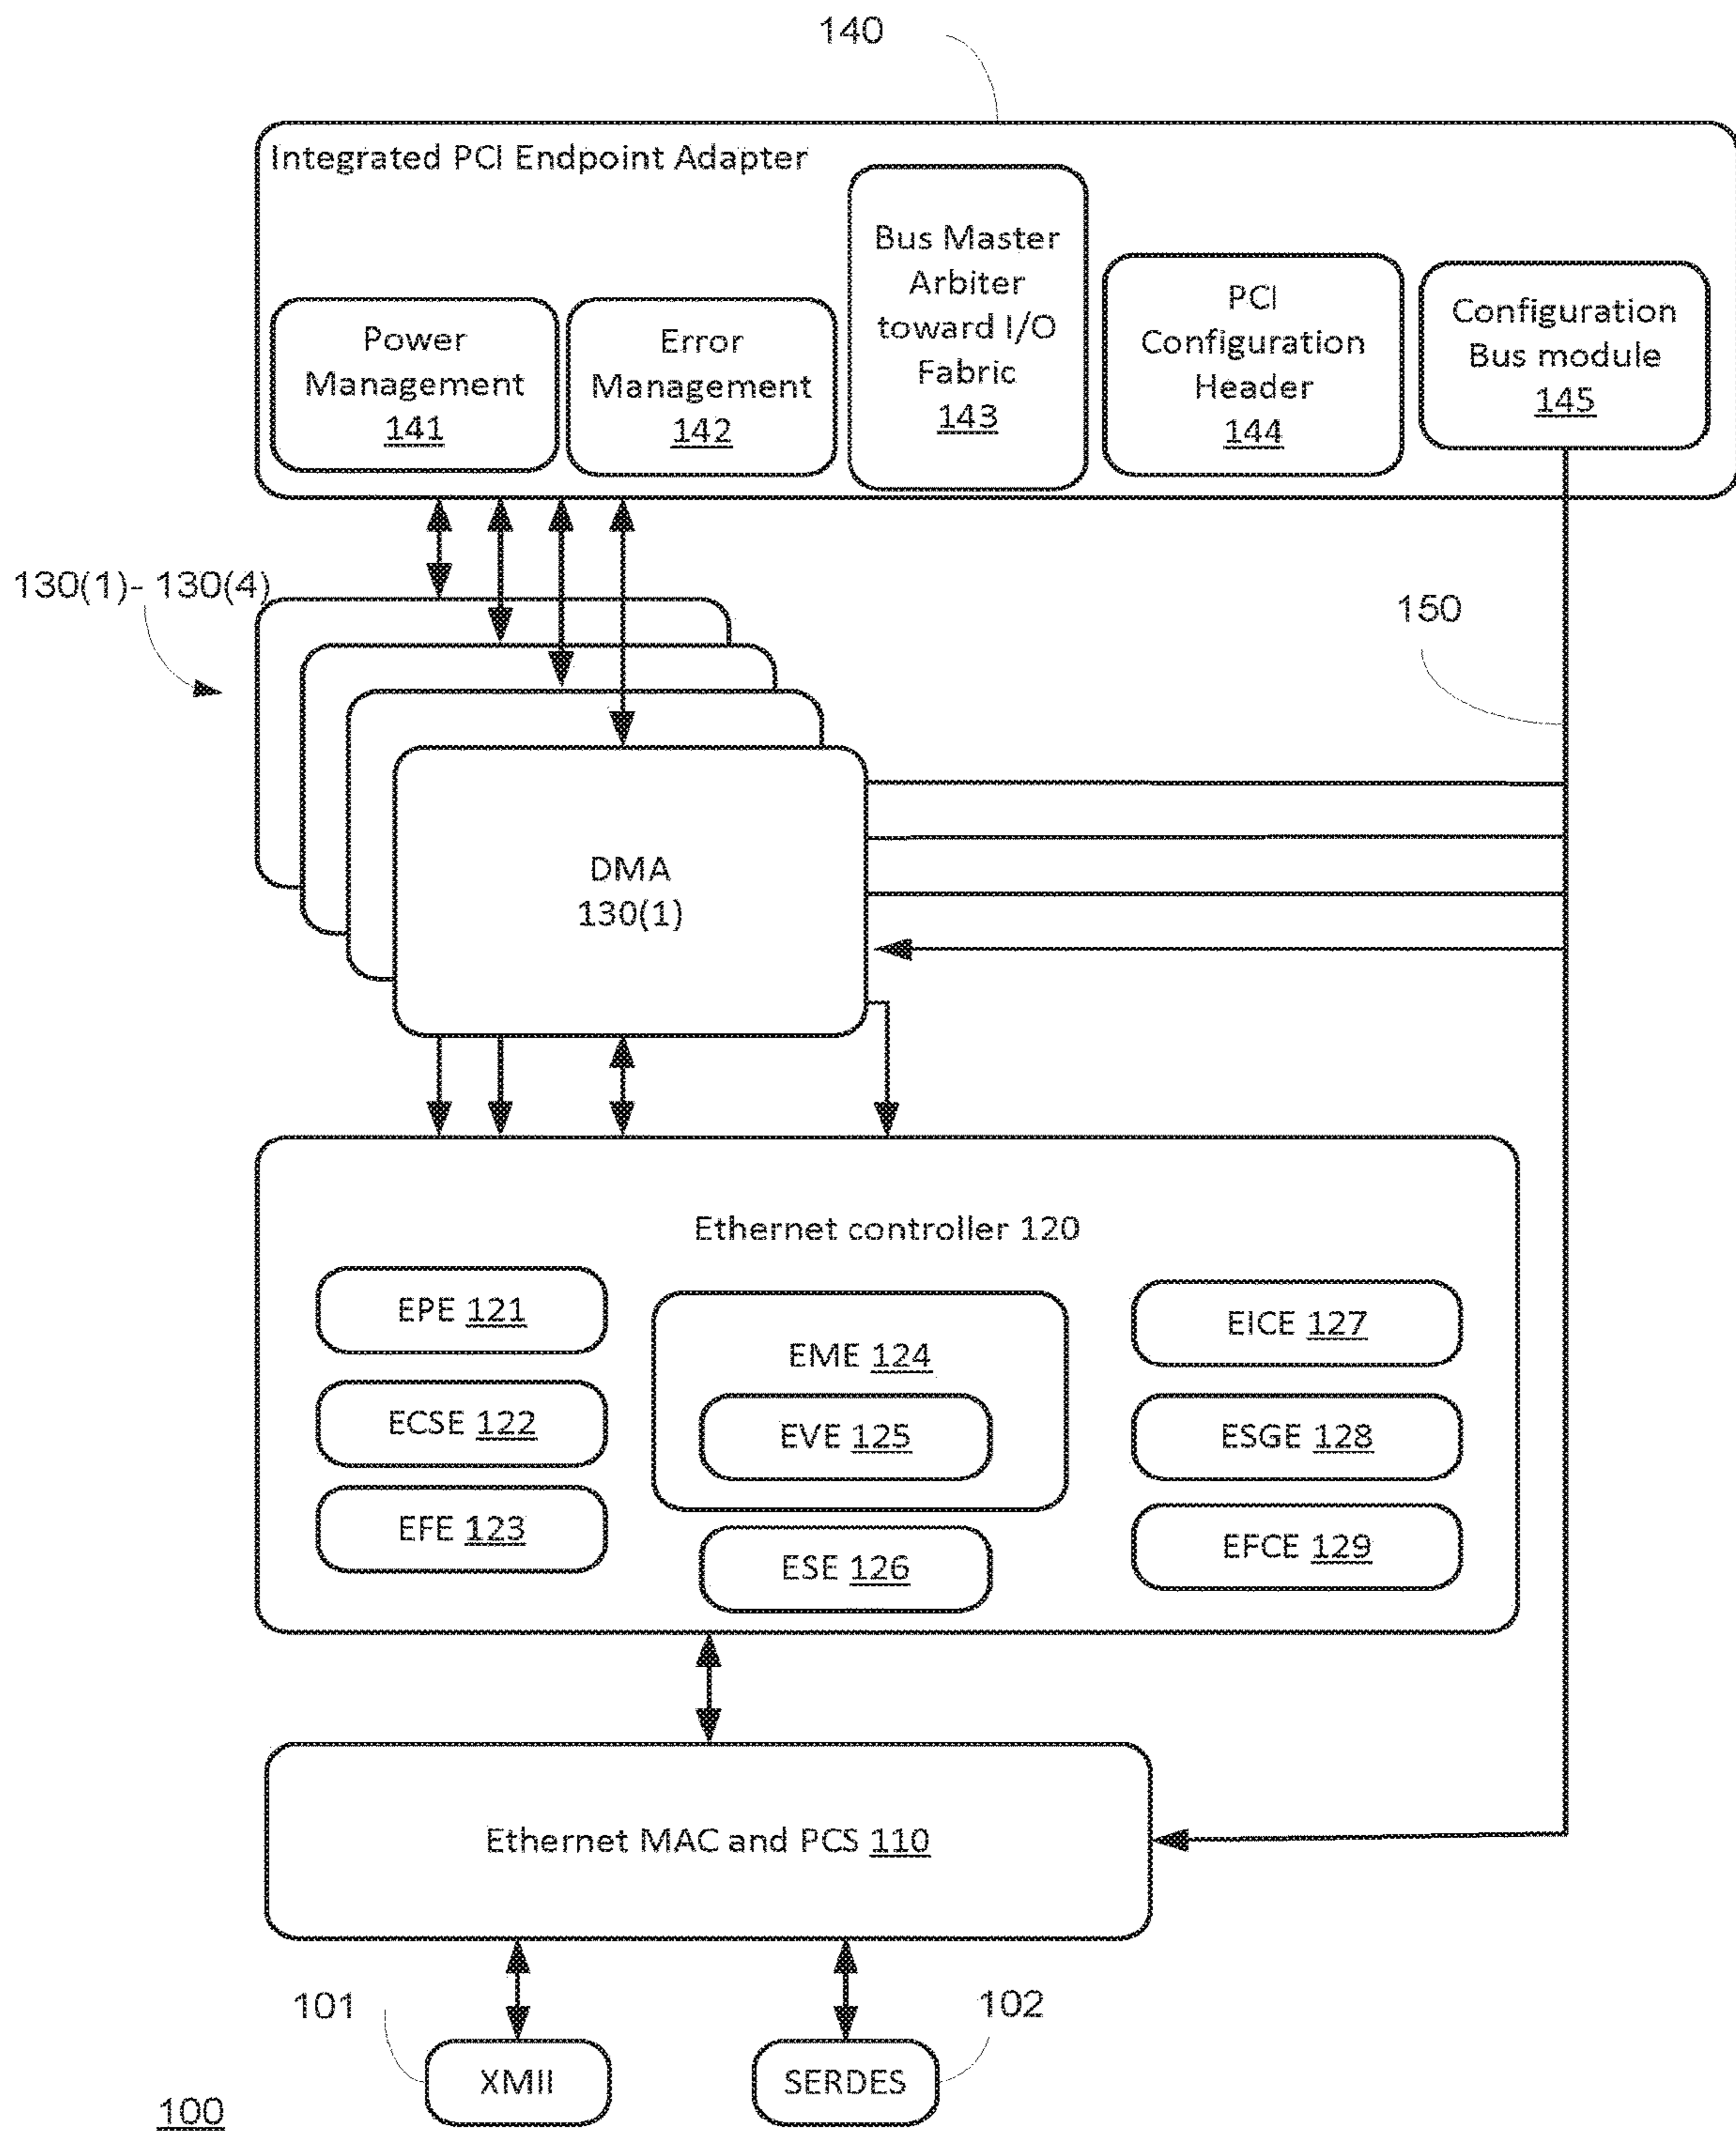 140
Integrated PCI Endpoint Adapter
Power
Management
141
Error
Management
142
Bus Master
Arbiter
toward I/O
Fabric
143
PCI
Configuration
Header
144
Configuration
Bus module
145
130(1)- 130(4)
150
DMA
130(1)
Ethernet controller 120
EPE 121
ECSE 122
EFE 123
EME 124
EVE 125
ESE 126
EICE 127
ESGE 128
EFCE 129
Ethernet MAC and PCS 110
101
102
XMII
SERDES
100